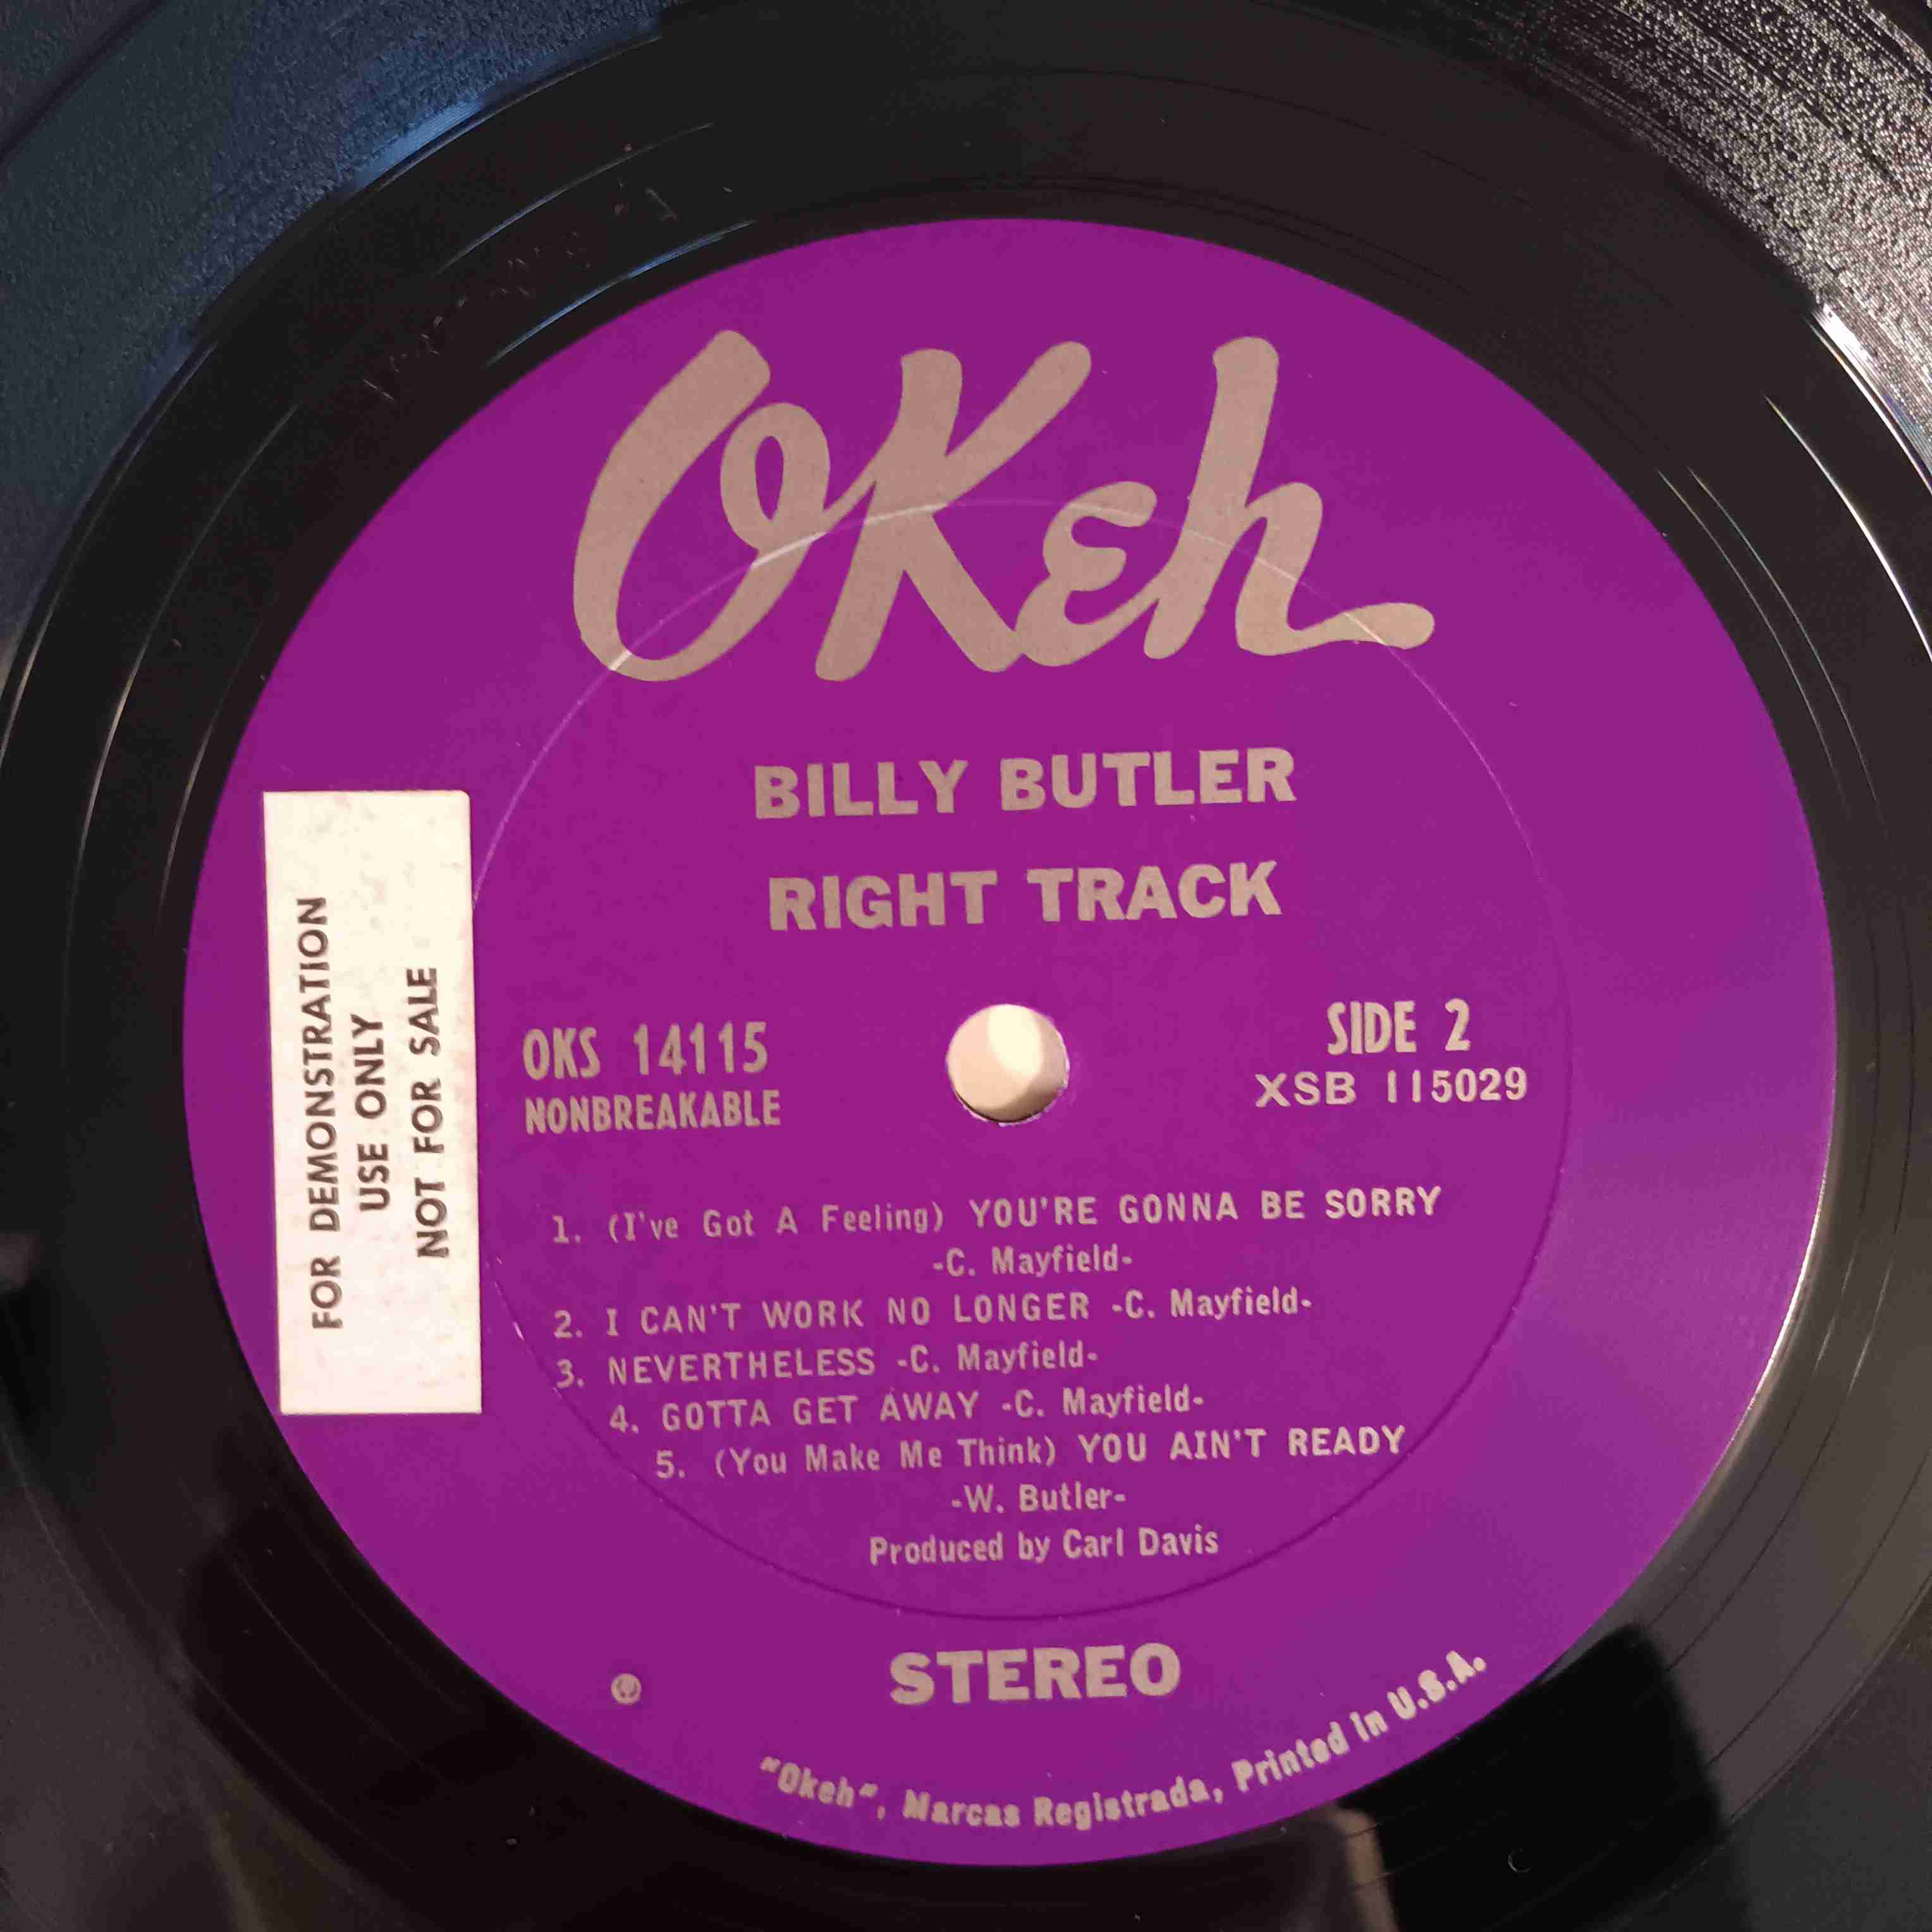 OKeh
BILLY BUTLER
RIGHT TRACK
FOR DEMONSTRATION
USE ONLY
NOT FOR SALE
OKS 14115
NONBREAKABLE
SIDE 2
XSB 115029
1. (I've Got A Feeling) YOU'RE GONNA BE SORRY
-C. Mayfield-
2. I CAN'T WORK NO LONGER -C. Mayfield-
3. NEVERTHELESS -C. Mayfield-
4. GOTTA GET AWAY -C. Mayfield-
5. (You Make Me Think) YOU AIN'T READY
-W. Butler-
Produced by Carl Davis
STEREO
"Okeh", Marcas Registrada, Printed in U.S.A.